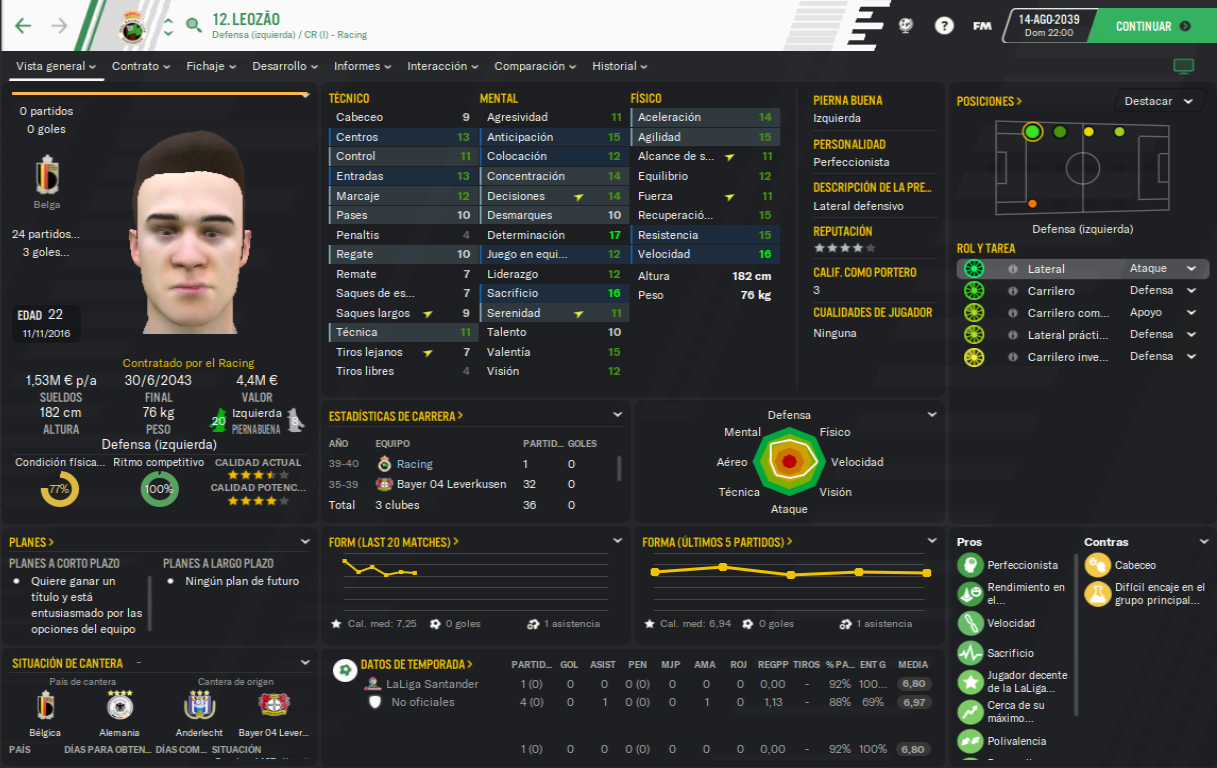 12. LEOZÃO
Defensa (izquierda) / CR (I) - Racing
?
FM
14-AGO-2039
Dom 22:00
CONTINUAR
Vista general
Contrato
Fichaje
Desarrollo
Informes
Interacción
Comparación
Historial
0 partidos
0 goles
Belga
24 partidos...
3 goles...
EDAD 22
11/11/2016
Contratado por el Racing
1,53M € p/a
SUELDOS
30/6/2043
FINAL
4,4M €
VALOR
182 cm
ALTURA
76 kg
PESO
20
Izquierda
PIERNA BUENA
8
Defensa (izquierda)
Condición física...
77%
Ritmo competitivo
100%
CALIDAD ACTUAL
CALIDAD POTENC...
TÉCNICO
Cabeceo 9
Centros 13
Control 11
Entradas 13
Marcaje 12
Pases 10
Penaltis 4
Regate 10
Remate 7
Saques de es... 7
Saques largos 9
Técnica 11
Tiros lejanos 7
Tiros libres 4
MENTAL
Agresividad 11
Anticipación 15
Colocación 12
Concentración 14
Decisiones 14
Desmarques 10
Determinación 17
Juego en equi... 12
Liderazgo 12
Sacrificio 16
Serenidad 11
Talento 10
Valentía 15
Visión 12
FÍSICO
Aceleración 14
Agilidad 15
Alcance de s... 11
Equilibrio 12
Fuerza 11
Recuperació... 15
Resistencia 15
Velocidad 16
Altura 182 cm
Peso 76 kg
PIERNA BUENA
Izquierda
PERSONALIDAD
Perfeccionista
DESCRIPCIÓN DE LA PRE...
Lateral defensivo
REPUTACIÓN
CALIF. COMO PORTERO
3
CUALIDADES DE JUGADOR
Ninguna
POSICIONES >
Destacar
Defensa (izquierda)
ROL Y TAREA
Lateral Ataque
Carrilero Defensa
Carrilero com... Apoyo
Lateral prácti... Defensa
Carrilero inve... Defensa
ESTADÍSTICAS DE CARRERA >
AÑO EQUIPO PARTID... GOLES
39-40 Racing 1 0
35-39 Bayer 04 Leverkusen 32 0
Total 3 clubes 36 0
Defensa
Físico
Velocidad
Visión
Ataque
Técnica
Aéreo
Mental
PLANES >
PLANES A CORTO PLAZO
Quiere ganar un
título y está
entusiasmado por las
opciones del equipo
PLANES A LARGO PLAZO
Ningún plan de futuro
FORM (LAST 20 MATCHES) >
Cal. med: 7,25 0 goles 1 asistencia
FORMA (ÚLTIMOS 5 PARTIDOS) >
Cal. med: 6,94 0 goles 1 asistencia
Pros
Perfeccionista
Rendimiento en
el...
Velocidad
Sacrificio
Jugador decente
de la LaLiga...
Cerca de su
máximo...
Polivalencia
Contras
Cabeceo
Difícil encaje en el
grupo principal...
SITUACIÓN DE CANTERA -
País de cantera
Cantera de origen
Bélgica
Alemania
Anderlecht
Bayer 04 Lever...
PAÍS DÍAS PARA OBTEN... DÍAS COM... SITUACIÓN
DATOS DE TEMPORADA > PARTID... GOL ASIST PEN MJP AMA ROJ REGPP TIROS % PA... ENT G MEDIA
LaLiga Santander 1 (0) 0 0 0 (0) 0 0 0 0,00 - 92% 100... 6,80
No oficiales 4 (0) 0 1 0 (0) 0 1 0 1,13 - 88% 69% 6,97
1 (0) 0 0 0 (0) 0 0 0 0,00 - 92% 100% 6,80